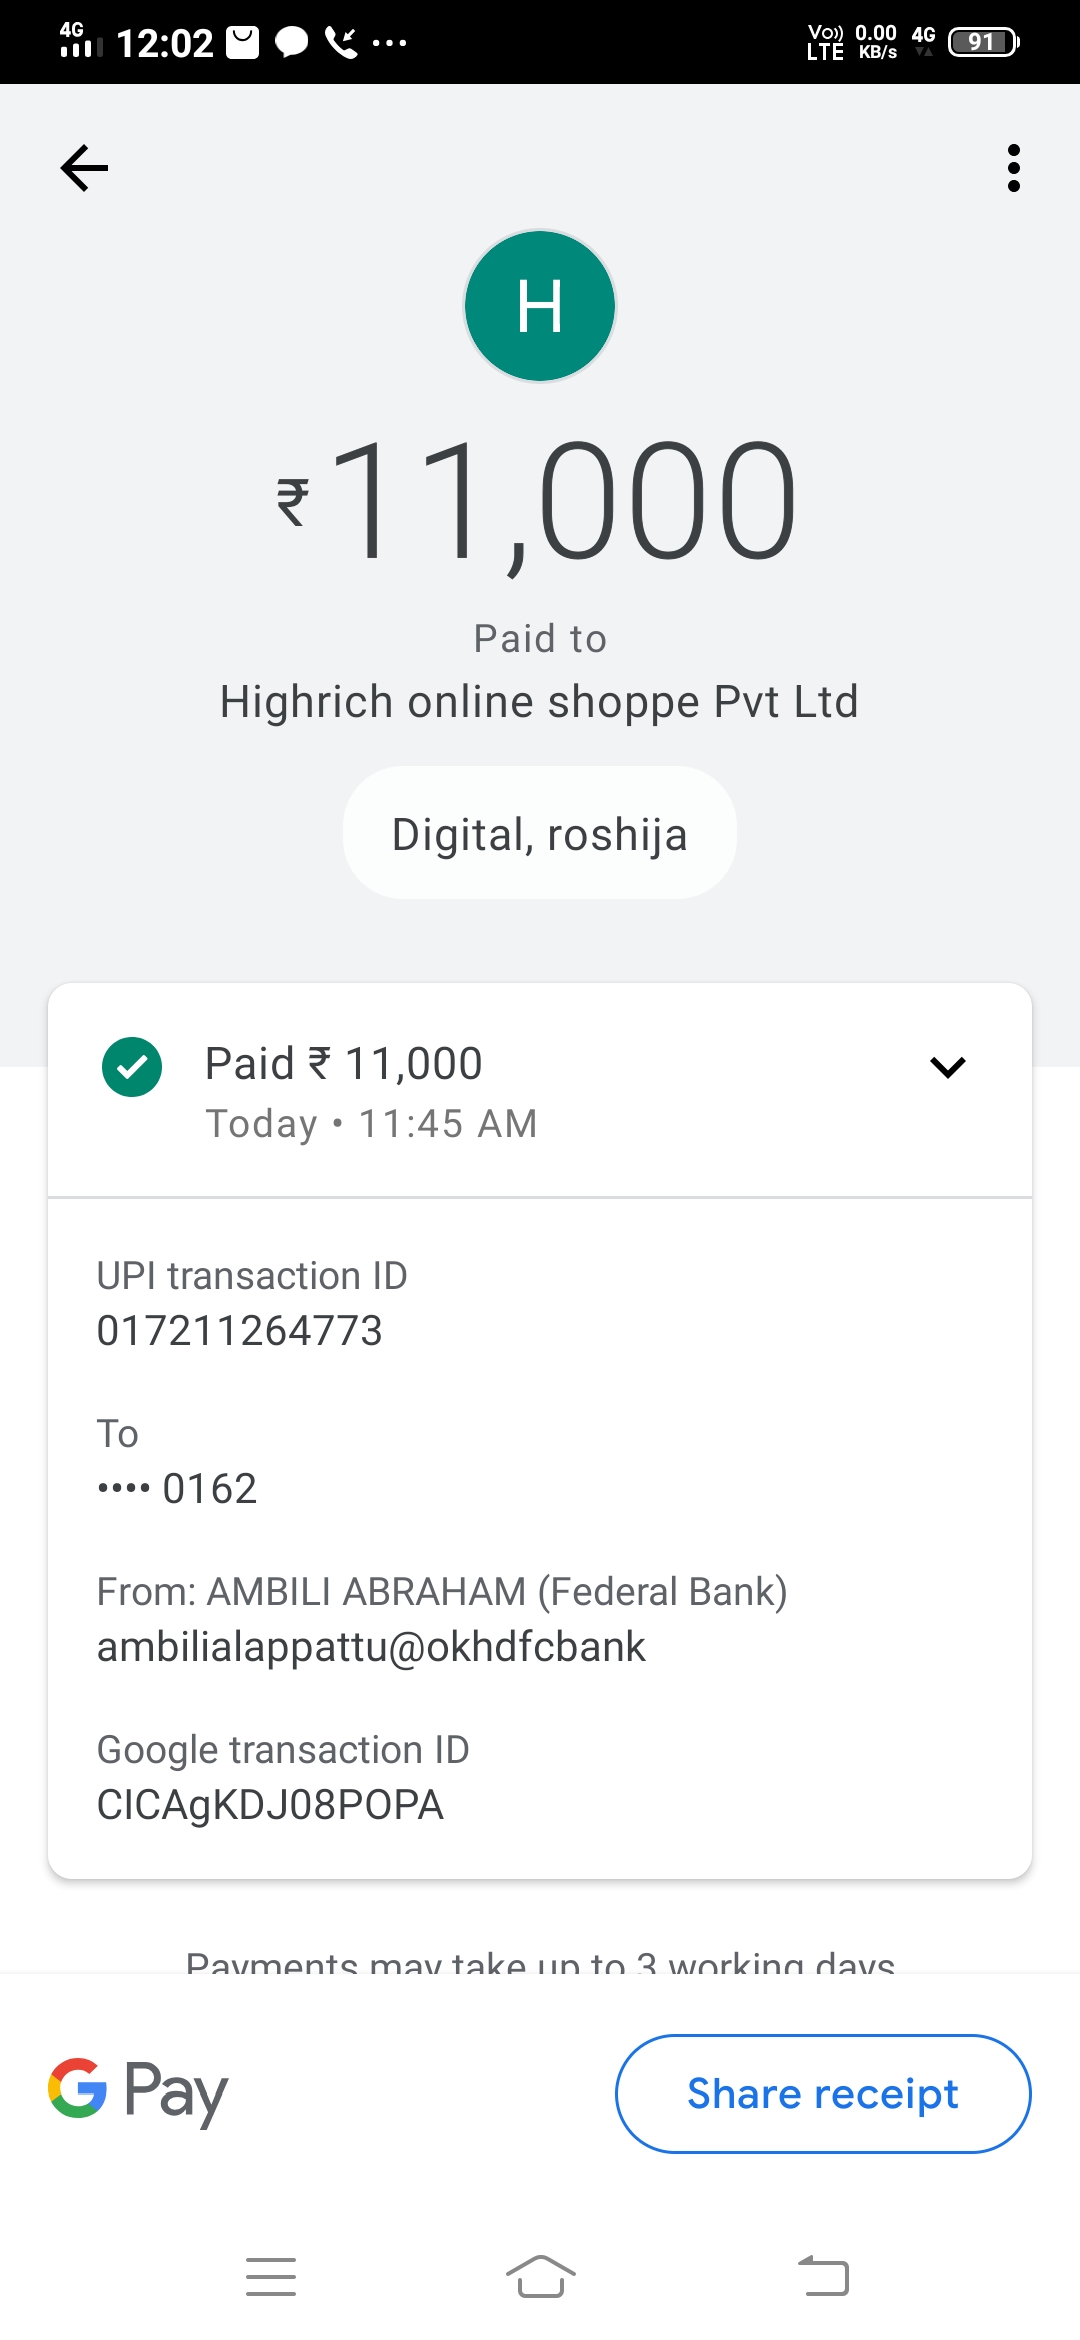 4G 12:02 Vo)) LTE 0.00 KB/s 4G 91
H
₹11,000
Paid to
Highrich online shoppe Pvt Ltd
Digital, roshija
Paid ₹ 11,000
Today • 11:45 AM
UPI transaction ID
017211264773
To
•••• 0162
From: AMBILI ABRAHAM (Federal Bank)
ambilialappattu@okhdfcbank
Google transaction ID
CICAgKDJ08POPA
Payments may take up to 3 working days
G Pay
Share receipt